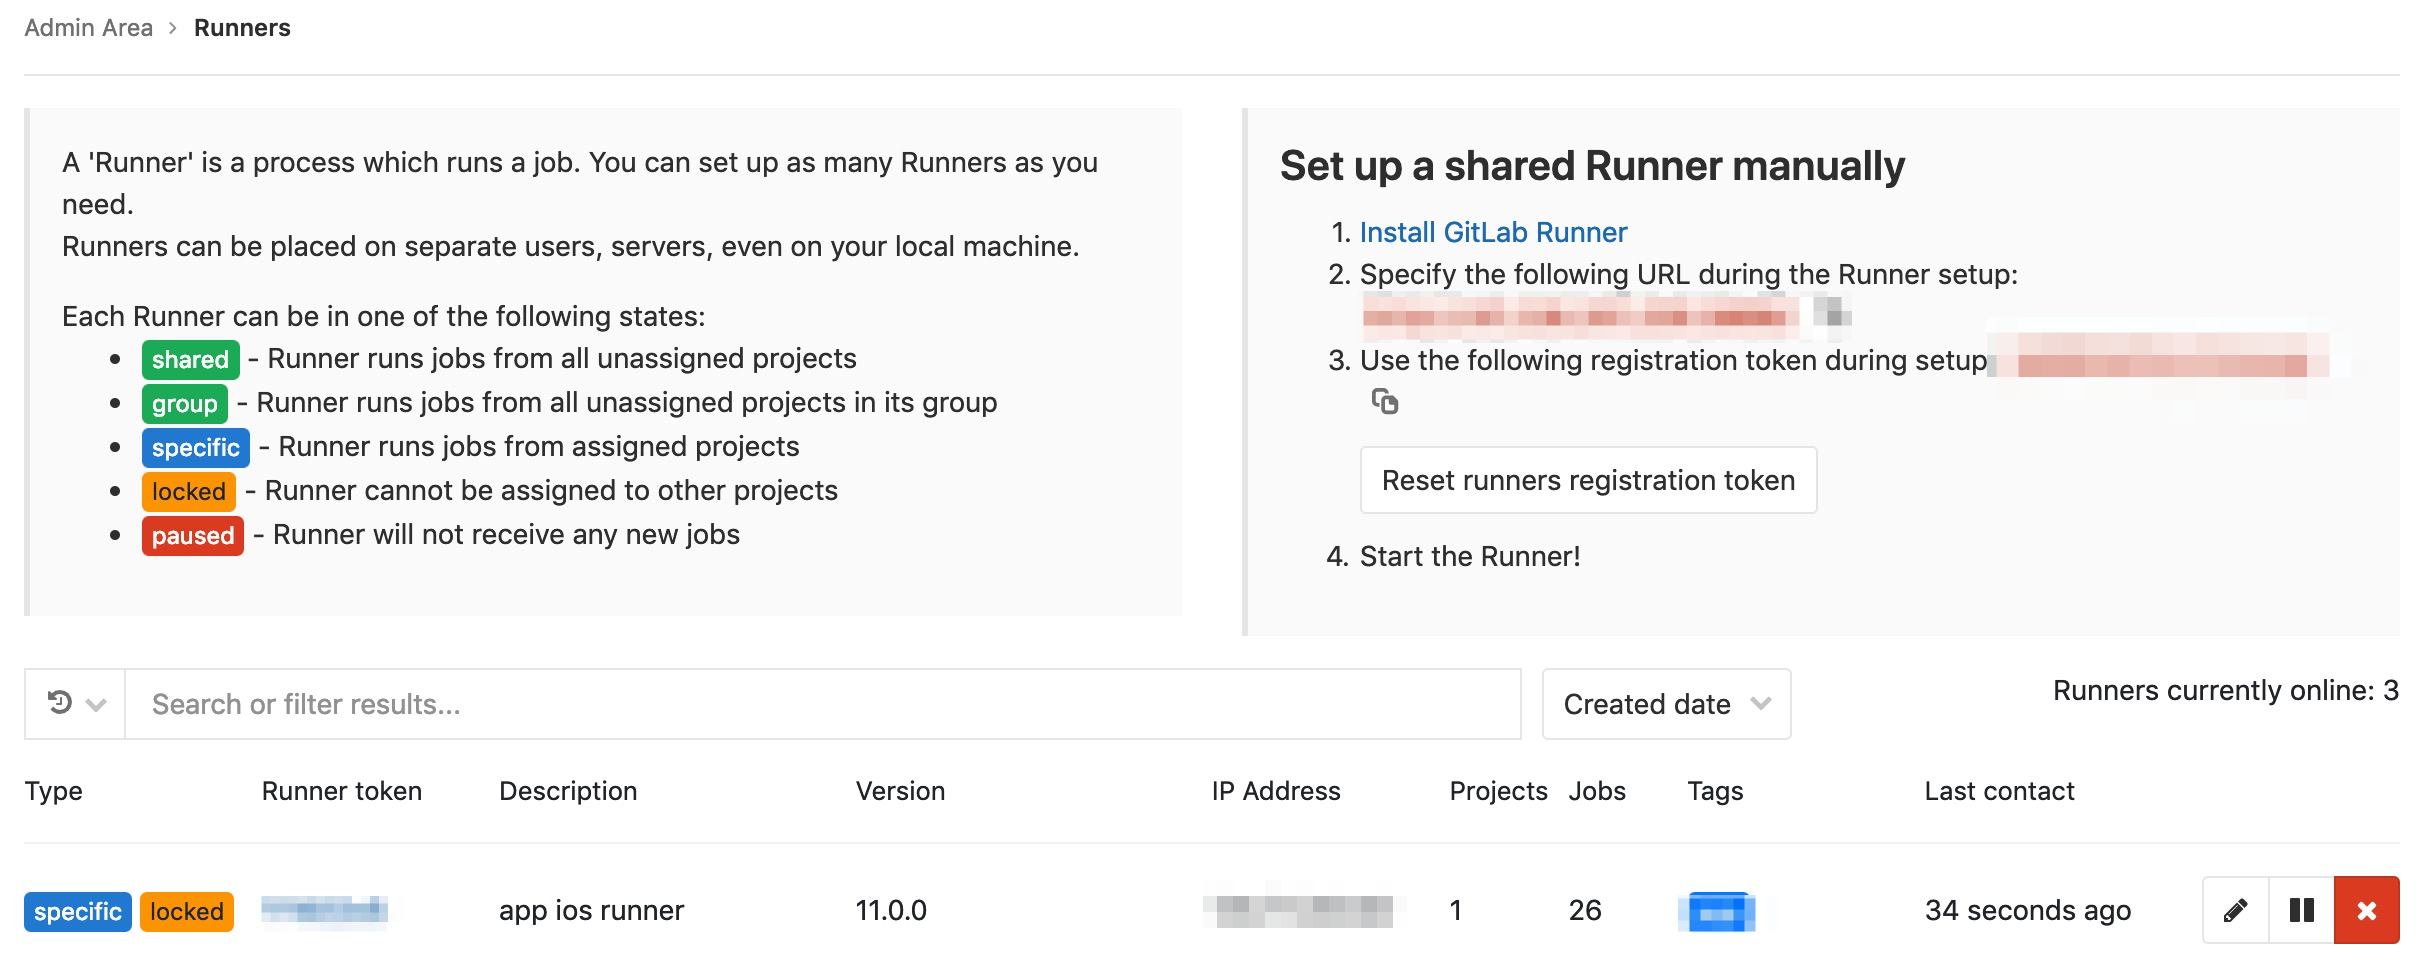 Admin Area > Runners
A 'Runner' is a process which runs a job. You can set up as many Runners as you
need.
Runners can be placed on separate users, servers, even on your local machine.
Each Runner can be in one of the following states:
• shared - Runner runs jobs from all unassigned projects
• group - Runner runs jobs from all unassigned projects in its group
• specific - Runner runs jobs from assigned projects
• locked - Runner cannot be assigned to other projects
• paused - Runner will not receive any new jobs
Set up a shared Runner manually
1. Install GitLab Runner
2. Specify the following URL during the Runner setup:
3. Use the following registration token during setup
Reset runners registration token
4. Start the Runner!
Search or filter results...
Created date
Runners currently online: 3
Type Runner token Description Version IP Address Projects Jobs Tags Last contact
specific locked app ios runner 11.0.0 1 26 34 seconds ago